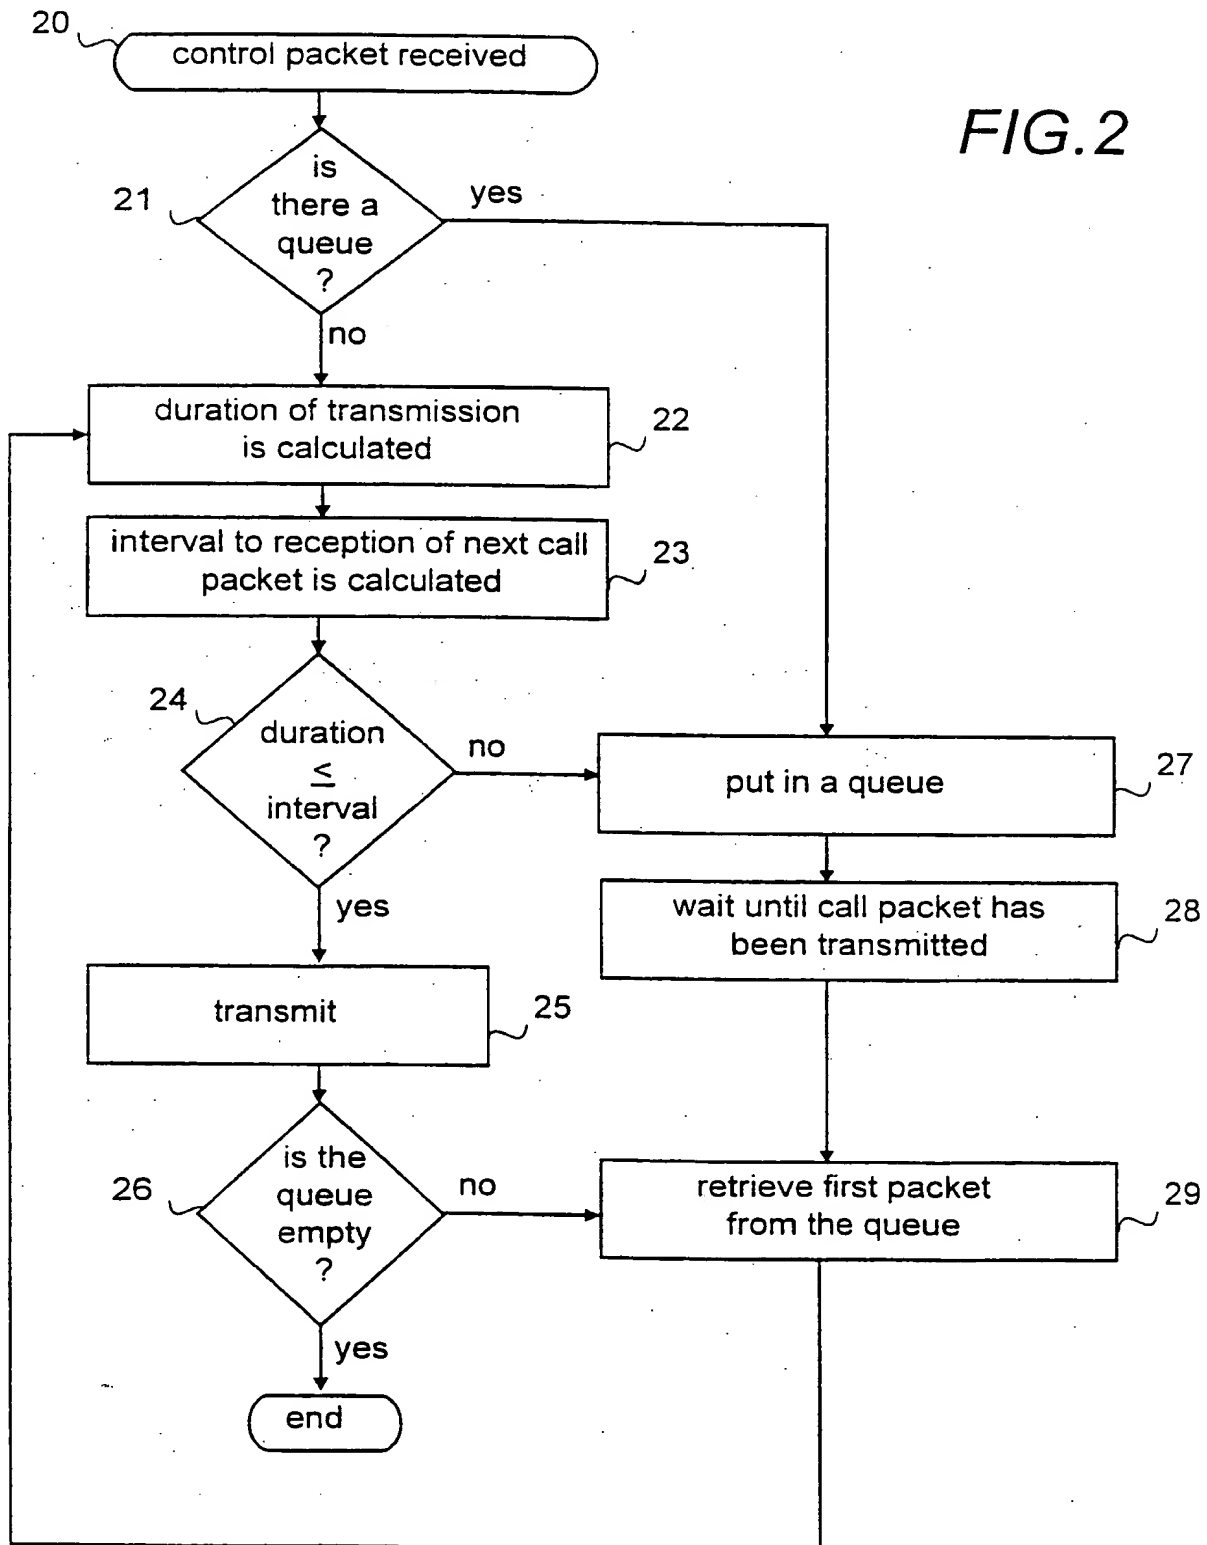 20
control packet received
FIG.2
21
is
there a
queue
?
yes
no
duration of transmission
is calculated
22
interval to reception of next call
packet is calculated
23
24
duration
≤
interval
?
no
yes
put in a queue
27
wait until call packet has
been transmitted
28
transmit
25
26
is the
queue
empty
?
no
yes
retrieve first packet
from the queue
29
end